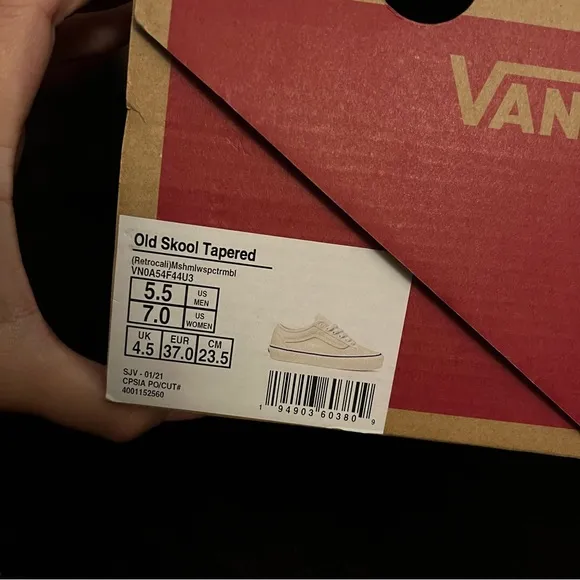 VAN
Old Skool Tapered
(Retrocali)Mshmlwspctrmbl
VN0A54F44U3
5.5 US MEN
7.0 US WOMEN
UK EUR CM
4.5 37.0 23.5
SJV - 01/21
CPSIA PO/CUT#
4001152560
1 94903 60380 9